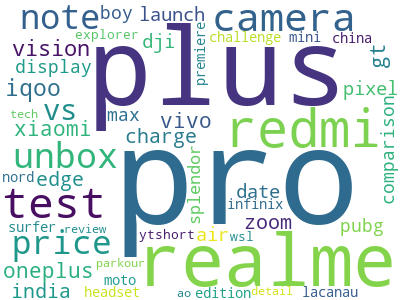 explorer
note boy launch camera
premiere
challenge mini china
vision dji gt
display plus
iqoo vs max vivo pixel
tech xiaomi charge redmi comparison
unbox
nord edge pro splendor date
test infinix zoom
surfer review ytshort air wsl pubg
price parkour realme
oneplus moto
india headset ao edition detail lacanau